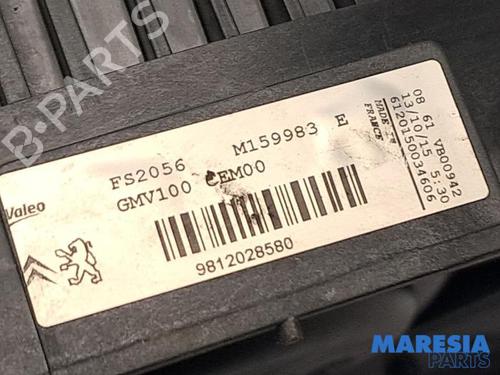 B-PARTS
Valeo
FS2056 M159983 E
GMV100 CEM00
9812028580
MADE IN
FRANCE
08 61 VB00942
13/10/15 5:30
6120150034606
MARESIA
PARTS